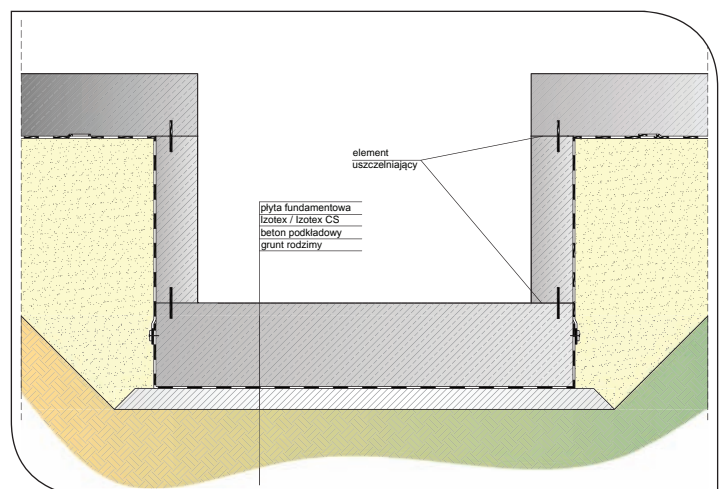 element
uszczelniający
płyta fundamentowa
Izotex / Izotex CS
beton podkładowy
grunt rodzimy